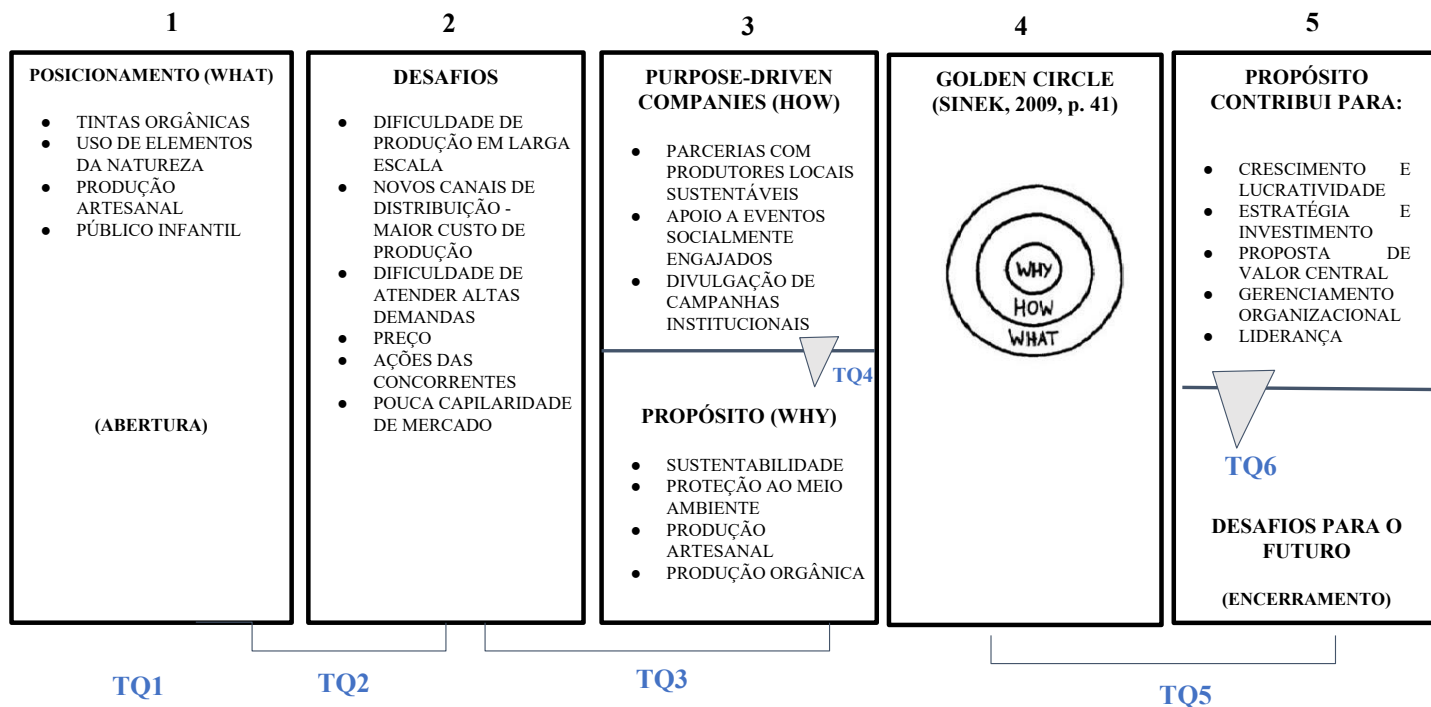 1
POSICIONAMENTO (WHAT)
● TINTAS ORGÂNICAS
● USO DE ELEMENTOS
DA NATUREZA
● PRODUÇÃO
ARTESANAL
● PÚBLICO INFANTIL
(ABERTURA)
2
DESAFIOS
● DIFICULDADE DE
PRODUÇÃO EM LARGA
ESCALA
● NOVOS CANAIS DE
DISTRIBUIÇÃO -
MAIOR CUSTO DE
PRODUÇÃO
● DIFICULDADE DE
ATENDER ALTAS
DEMANDAS
● PREÇO
● AÇÕES DAS
CONCORRENTES
● POUCA CAPILARIDADE
DE MERCADO
3
PURPOSE-DRIVEN
COMPANIES (HOW)
● PARCERIAS COM
PRODUTORES LOCAIS
SUSTENTÁVEIS
● APOIO A EVENTOS
SOCIALMENTE
ENGAJADOS
● DIVULGAÇÃO DE
CAMPANHAS
INSTITUCIONAIS
TQ4
PROPÓSITO (WHY)
● SUSTENTABILIDADE
● PROTEÇÃO AO MEIO
AMBIENTE
● PRODUÇÃO
ARTESANAL
● PRODUÇÃO ORGÂNICA
4
GOLDEN CIRCLE
(SINEK, 2009, p. 41)
WHY
HOW
WHAT
5
PROPÓSITO
CONTRIBUI PARA:
● CRESCIMENTO E
LUCRATIVIDADE
● ESTRATÉGIA E
INVESTIMENTO
● PROPOSTA DE
VALOR CENTRAL
● GERENCIAMENTO
ORGANIZACIONAL
● LIDERANÇA
TQ6
DESAFIOS PARA O
FUTURO
(ENCERRAMENTO)
TQ1
TQ2
TQ3
TQ5